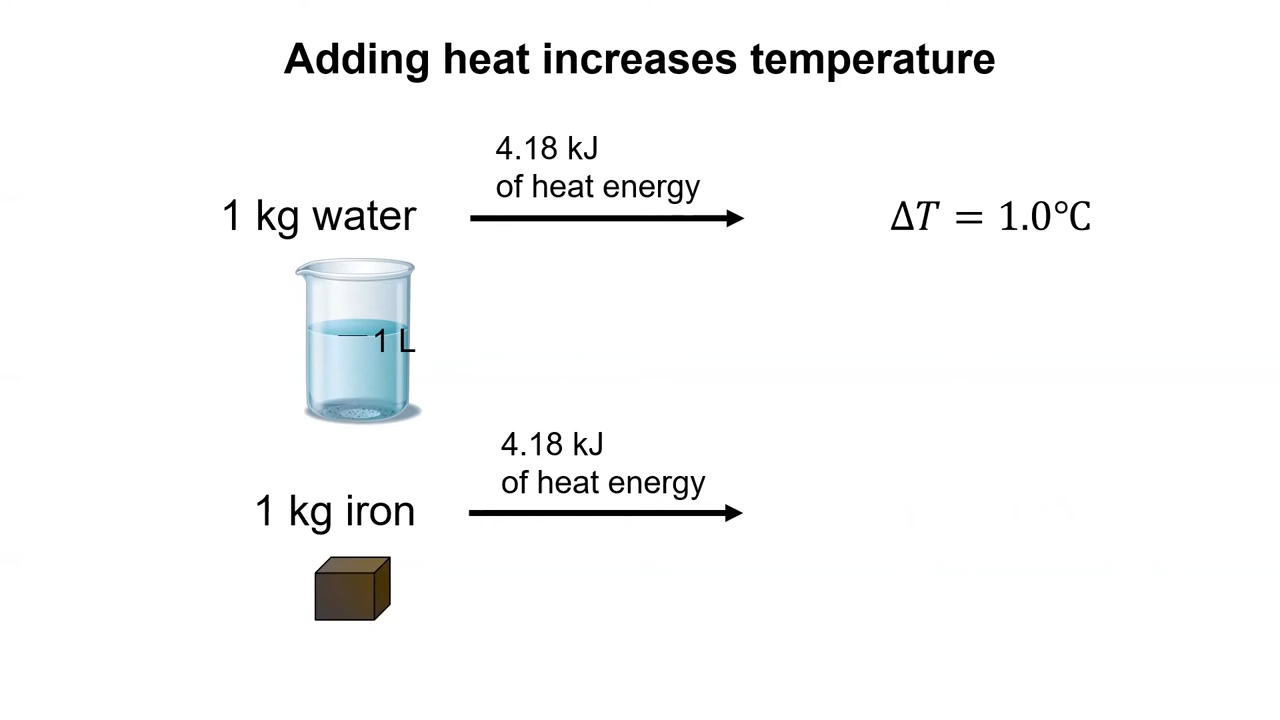 Adding heat increases temperature
4.18 kJ
of heat energy
1 kg water
ΔT = 1.0°C
1 L
4.18 kJ
of heat energy
1 kg iron